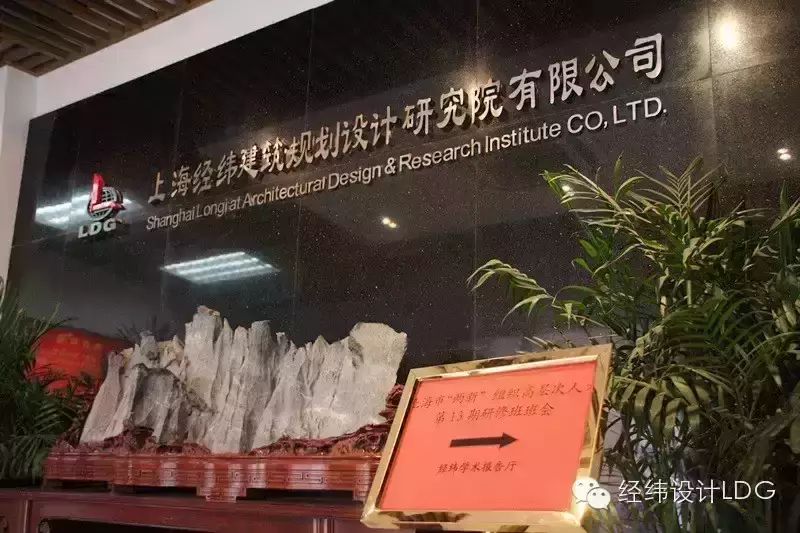 上海经纬建筑规划设计研究院有限公司
Shanghai Longjat Architectural Design & Research Institute CO, LTD.
LDG
上海市“两新”组织高层次人
第13期研修班班会
经纬学术报告厅
经纬设计LDG